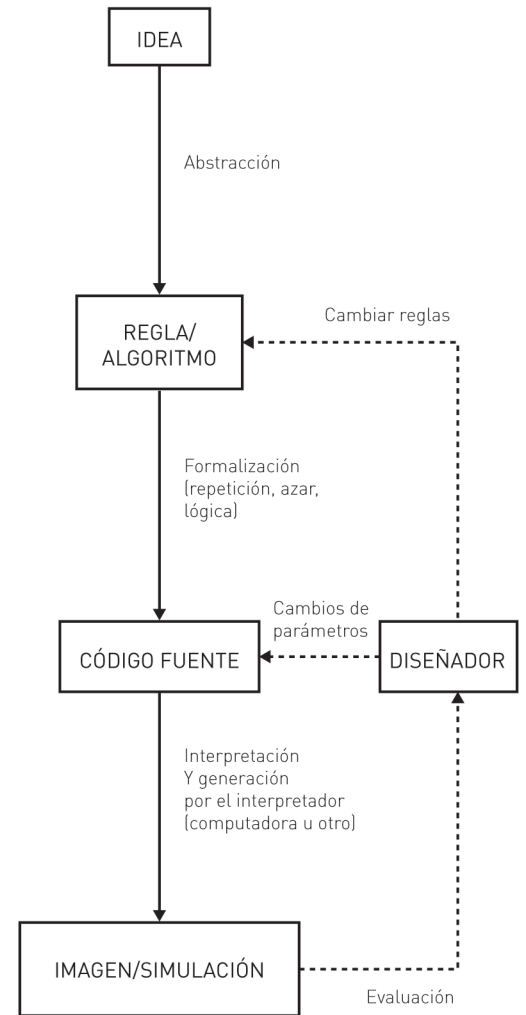 IDEA
Abstracción
REGLA/
ALGORITMO
Cambiar reglas
Formalización
(repetición, azar,
lógica)
Cambios de
parámetros
CÓDIGO FUENTE
DISEÑADOR
Interpretación
Y generación
por el interpretador
(computadora u otro)
IMAGEN/SIMULACIÓN
Evaluación